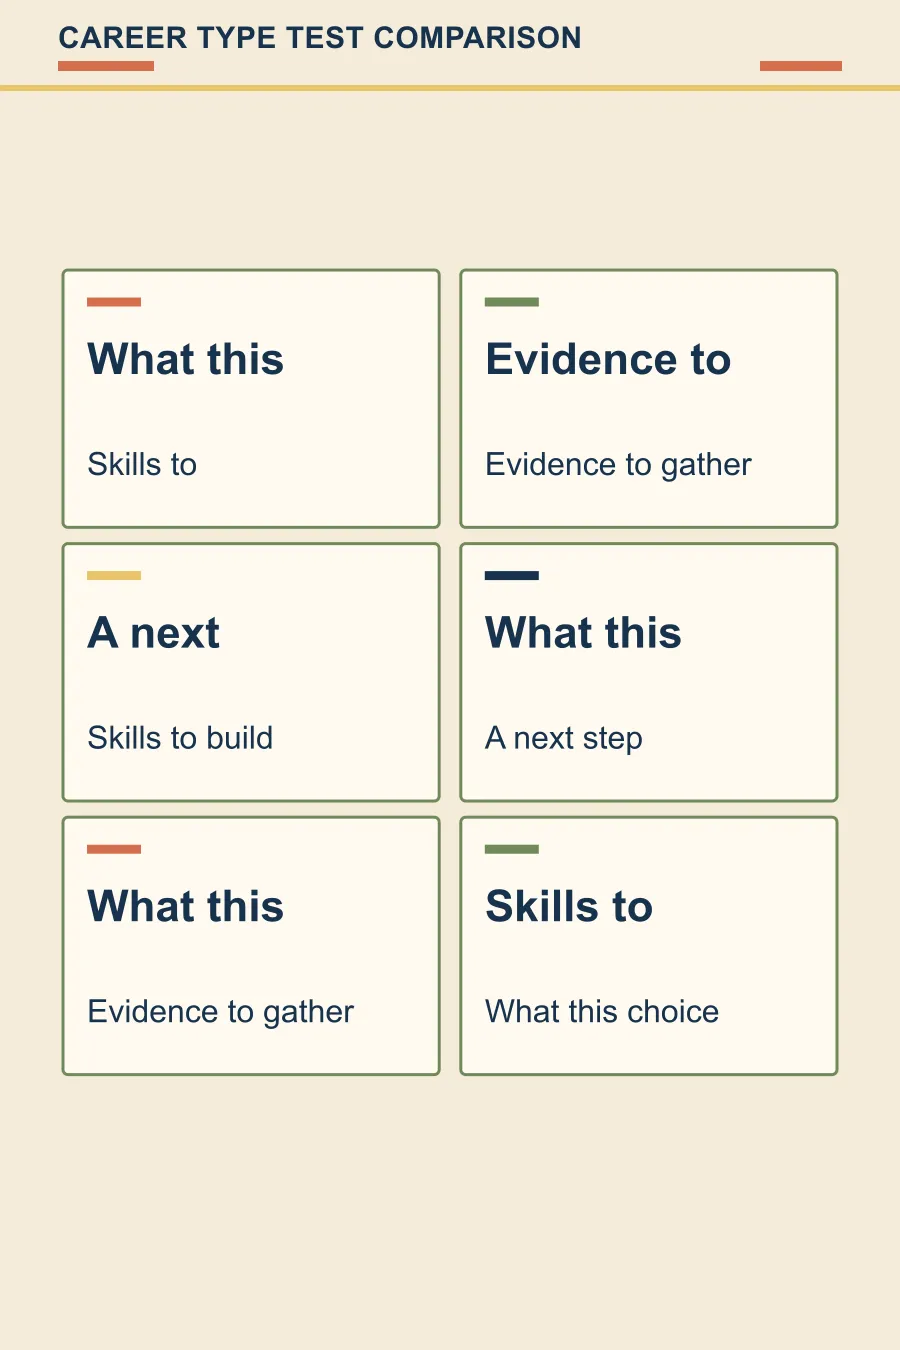 CAREER TYPE TEST COMPARISON
What this
Skills to
Evidence to
Evidence to gather
A next
Skills to build
What this
A next step
What this
Evidence to gather
Skills to
What this choice